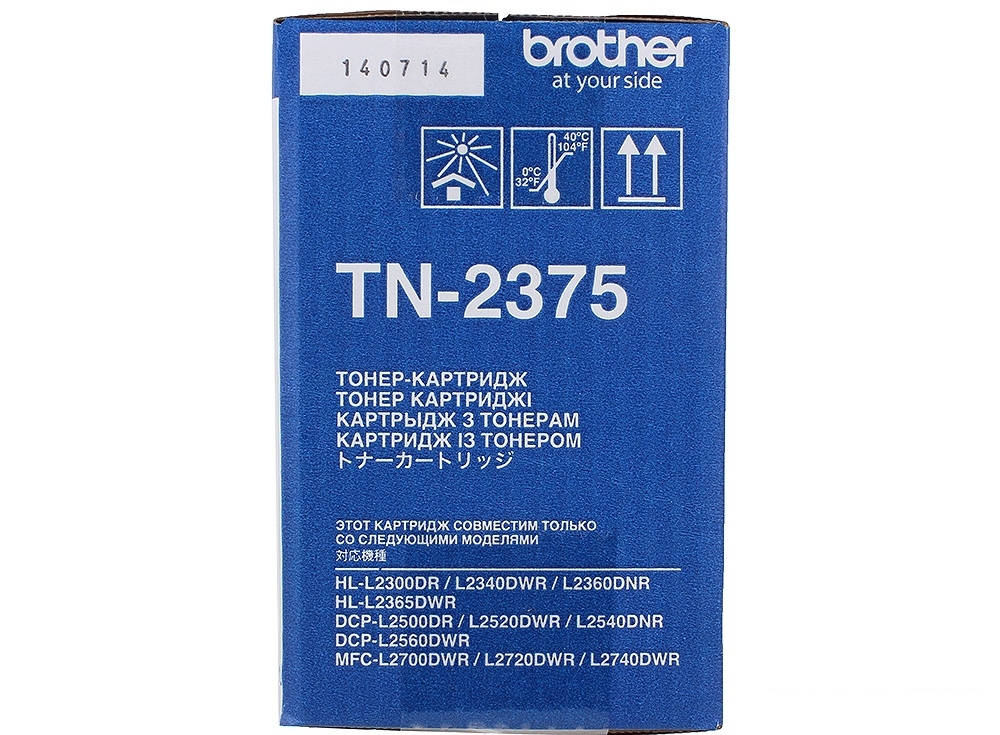 140714
brother
at your side
40°C
104°F
0°C
32°F
TN-2375
ТОНЕР-КАРТРИДЖ
ТОНЕР КАРТРИДЖІ
КАРТРЫДЖ З ТОНЕРАМ
КАРТРИДЖ ІЗ ТОНЕРОМ
トナーカートリッジ
ЭТОТ КАРТРИДЖ СОВМЕСТИМ ТОЛЬКО
СО СЛЕДУЮЩИМИ МОДЕЛЯМИ
対応機種
HL-L2300DR / L2340DWR / L2360DNR
HL-L2365DWR
DCP-L2500DR / L2520DWR / L2540DNR
DCP-L2560DWR
MFC-L2700DWR / L2720DWR / L2740DWR